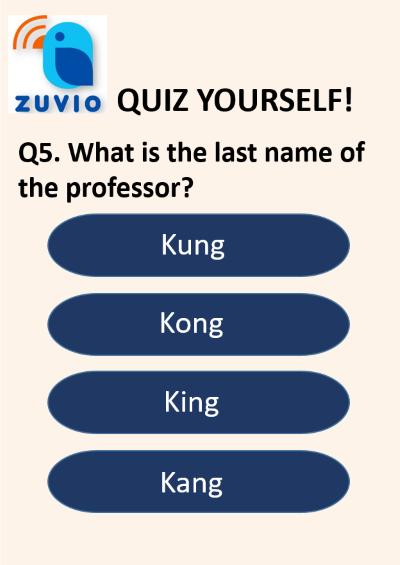 ZUVIO
QUIZ YOURSELF!
Q5. What is the last name of
the professor?
Kung
Kong
King
Kang